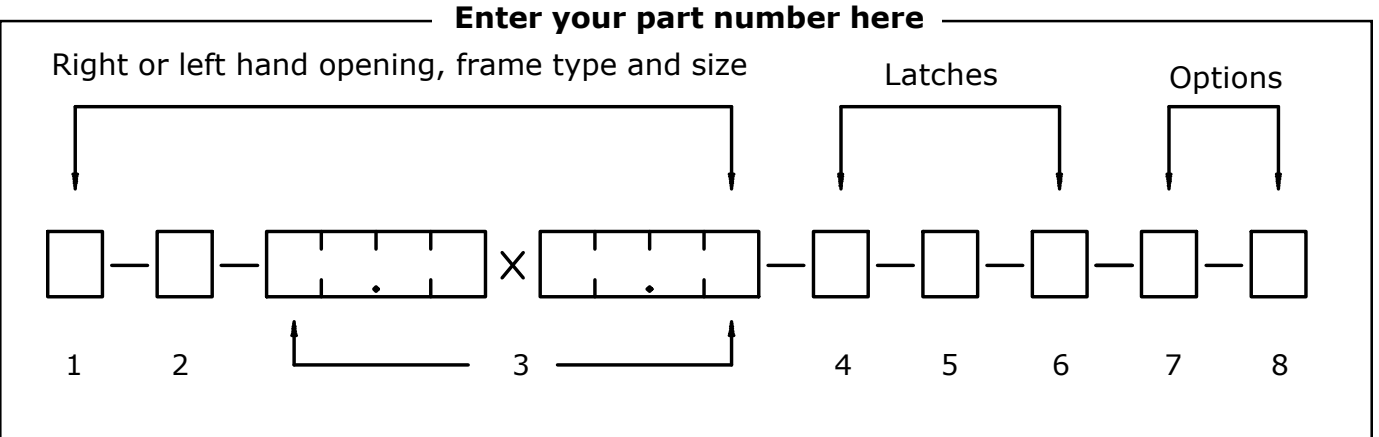 Enter your part number here
Right or left hand opening, frame type and size
Latches
Options
— — . X . — — — — —
1 2 3 4 5 6 7 8